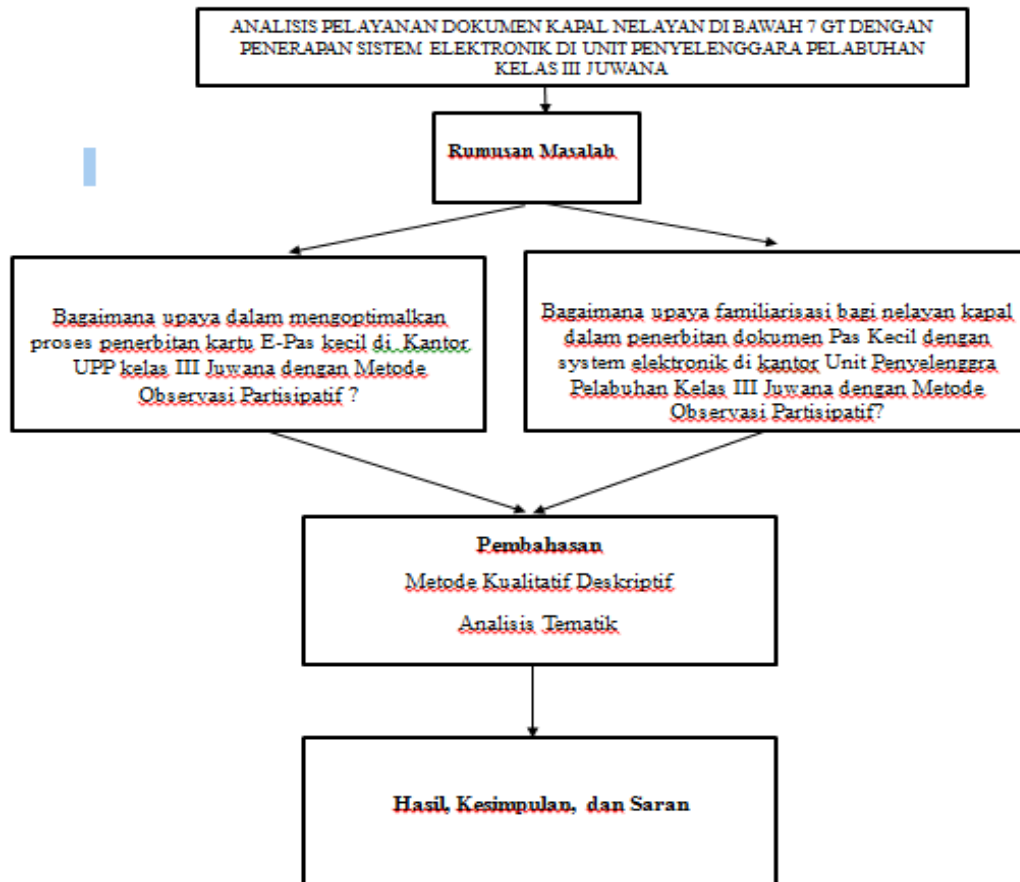 ANALISIS PELAYANAN DOKUMEN KAPAL NELAYAN DI BAWAH 7 GT DENGAN
PENERAPAN SISTEM ELEKTRONIK DI UNIT PENYELENGGARA PELABUHAN
KELAS III JUWANA
Rumusan Masalah
Bagaimana upaya dalam mengoptimalkan
proses penerbitan kartu E-Pas kecil di Kantor
UPP kelas III Juwana dengan Metode
Observasi Partisipatif ?
Bagaimana upaya familiarisasi bagi nelayan kapal
dalam penerbitan dokumen Pas Kecil dengan
system elektronik di kantor Unit Penyelenggra
Pelabuhan Kelas III Juwana dengan Metode
Observasi Partisipatif?
Pembahasan
Metode Kualitatif Deskriptif
Analisis Tematik
Hasil, Kesimpulan, dan Saran